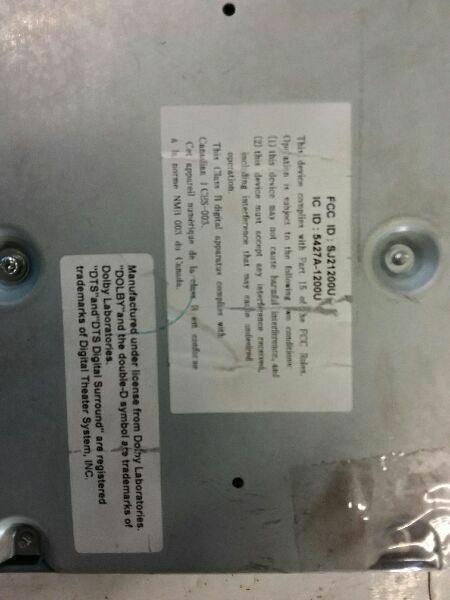 FCC ID : SJ21200U
IC ID : 5427A-1200U
This device complies with Part 15 of the FCC Rules.
Operation is subject to the following two conditions:
(1) this device may not cause harmful interference, and
(2) this device must accept any interference received,
including interference that may cause undesired
operation.
This Class B digital apparatus complies with
Canadian ICES-003.
Cet appareil numérique de la class B est conforme
à la norme NMB-003 du Canada.
Manufactured under license from Dolby Laboratories.
"DOLBY"and the double-D symbol are trademarks of
Dolby Laboratories.
"DTS"and"DTS Digital Surround" are registered
trademarks of Digital Theater System, INC.